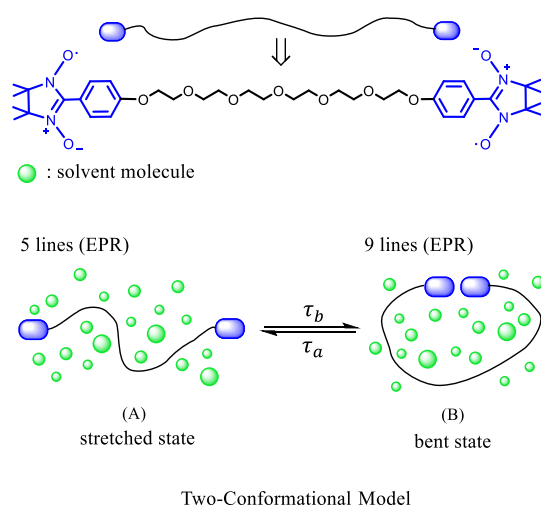 O·
−O
N
N
+
O
O
O
O
O
O
O
N
+
O−
N
·O
: solvent molecule
5 lines (EPR)
9 lines (EPR)
τb
τa
(A)
(B)
stretched state
bent state
Two-Conformational Model